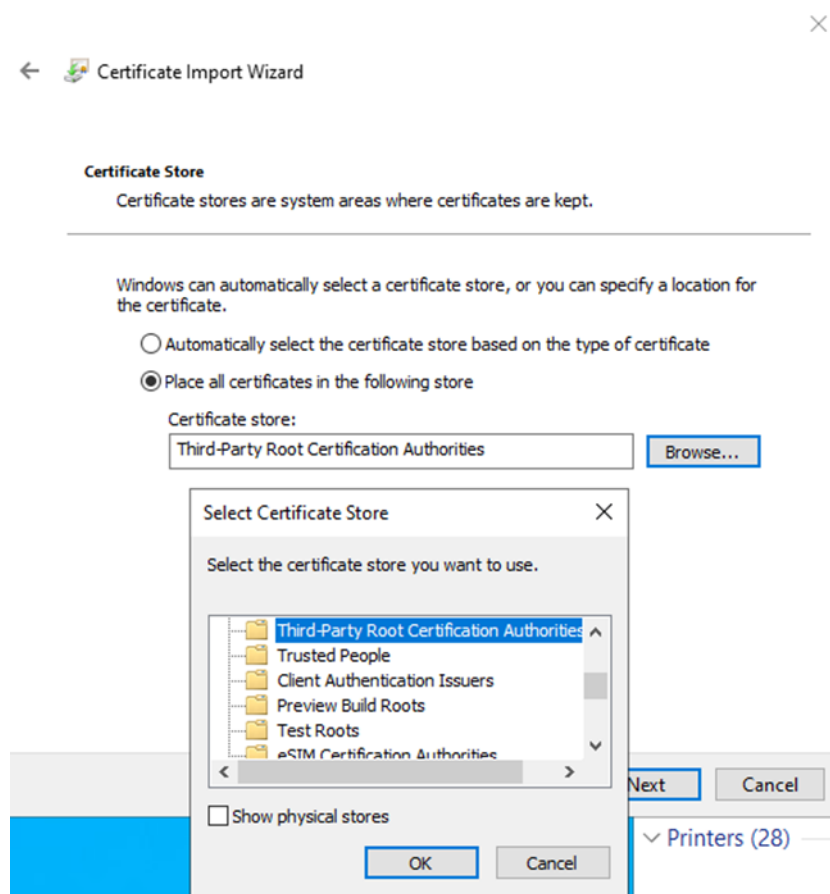 Certificate Import Wizard
Certificate Store
Certificate stores are system areas where certificates are kept.
Windows can automatically select a certificate store, or you can specify a location for
the certificate.
Automatically select the certificate store based on the type of certificate
Place all certificates in the following store
Certificate store:
Third-Party Root Certification Authorities
Browse...
Select Certificate Store
Select the certificate store you want to use.
Third-Party Root Certification Authorities
Trusted People
Client Authentication Issuers
Preview Build Roots
Test Roots
eSIM Certification Authorities
Show physical stores
OK
Cancel
Next
Cancel
Printers (28)